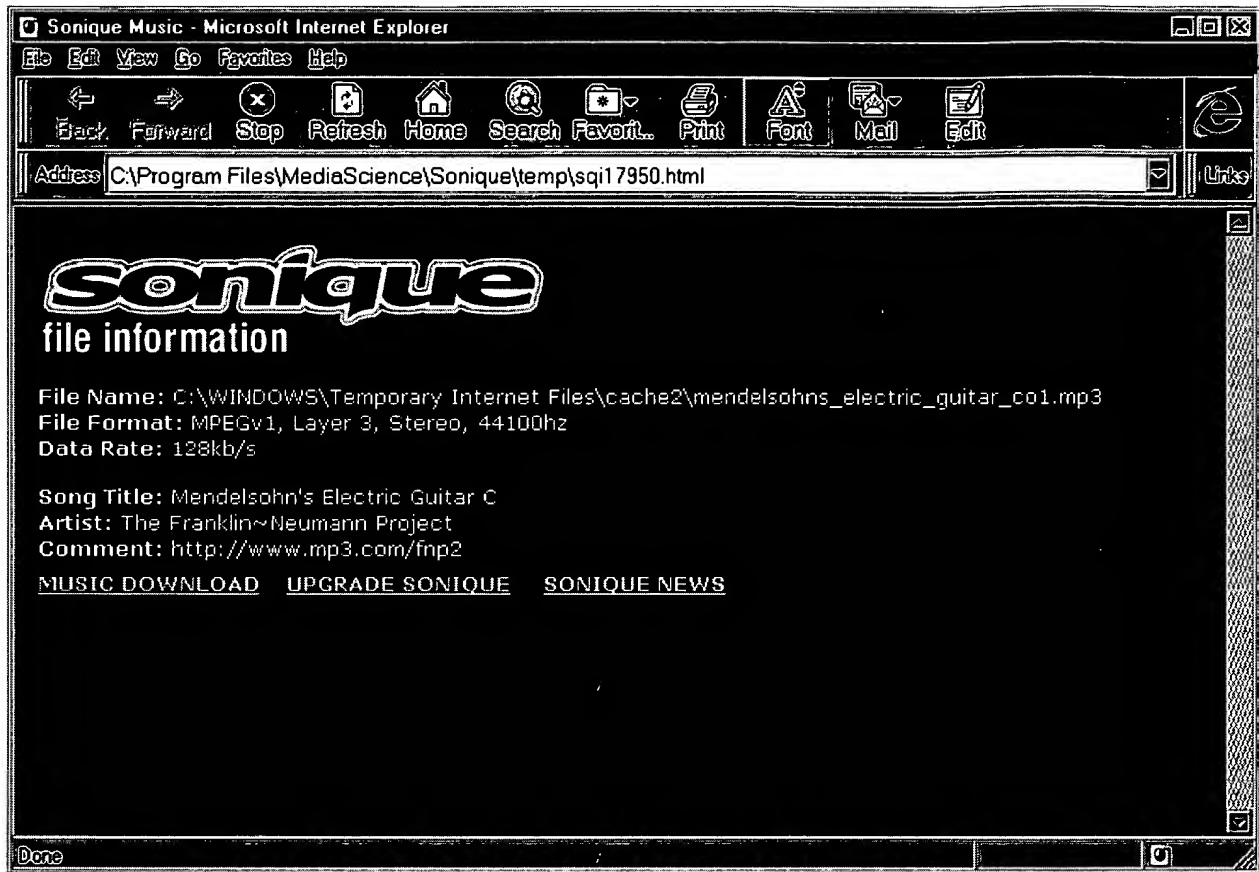 Sonique Music - Microsoft Internet Explorer
File Edit View Go Favorites Help
Back Forward Stop Refresh Home Search Favorit... Print Font Mail Edit
Address C:\Program Files\MediaScience\Sonique\temp\sqi17950.html Links
sonique
file information
File Name: C:\WINDOWS\Temporary Internet Files\cache2\mendelsohns_electric_guitar_co1.mp3
File Format: MPEGv1, Layer 3, Stereo, 44100hz
Data Rate: 128kb/s
Song Title: Mendelsohn's Electric Guitar C
Artist: The Franklin~Neumann Project
Comment: http://www.mp3.com/fnp2
MUSIC DOWNLOAD UPGRADE SONIQUE SONIQUE NEWS
Done